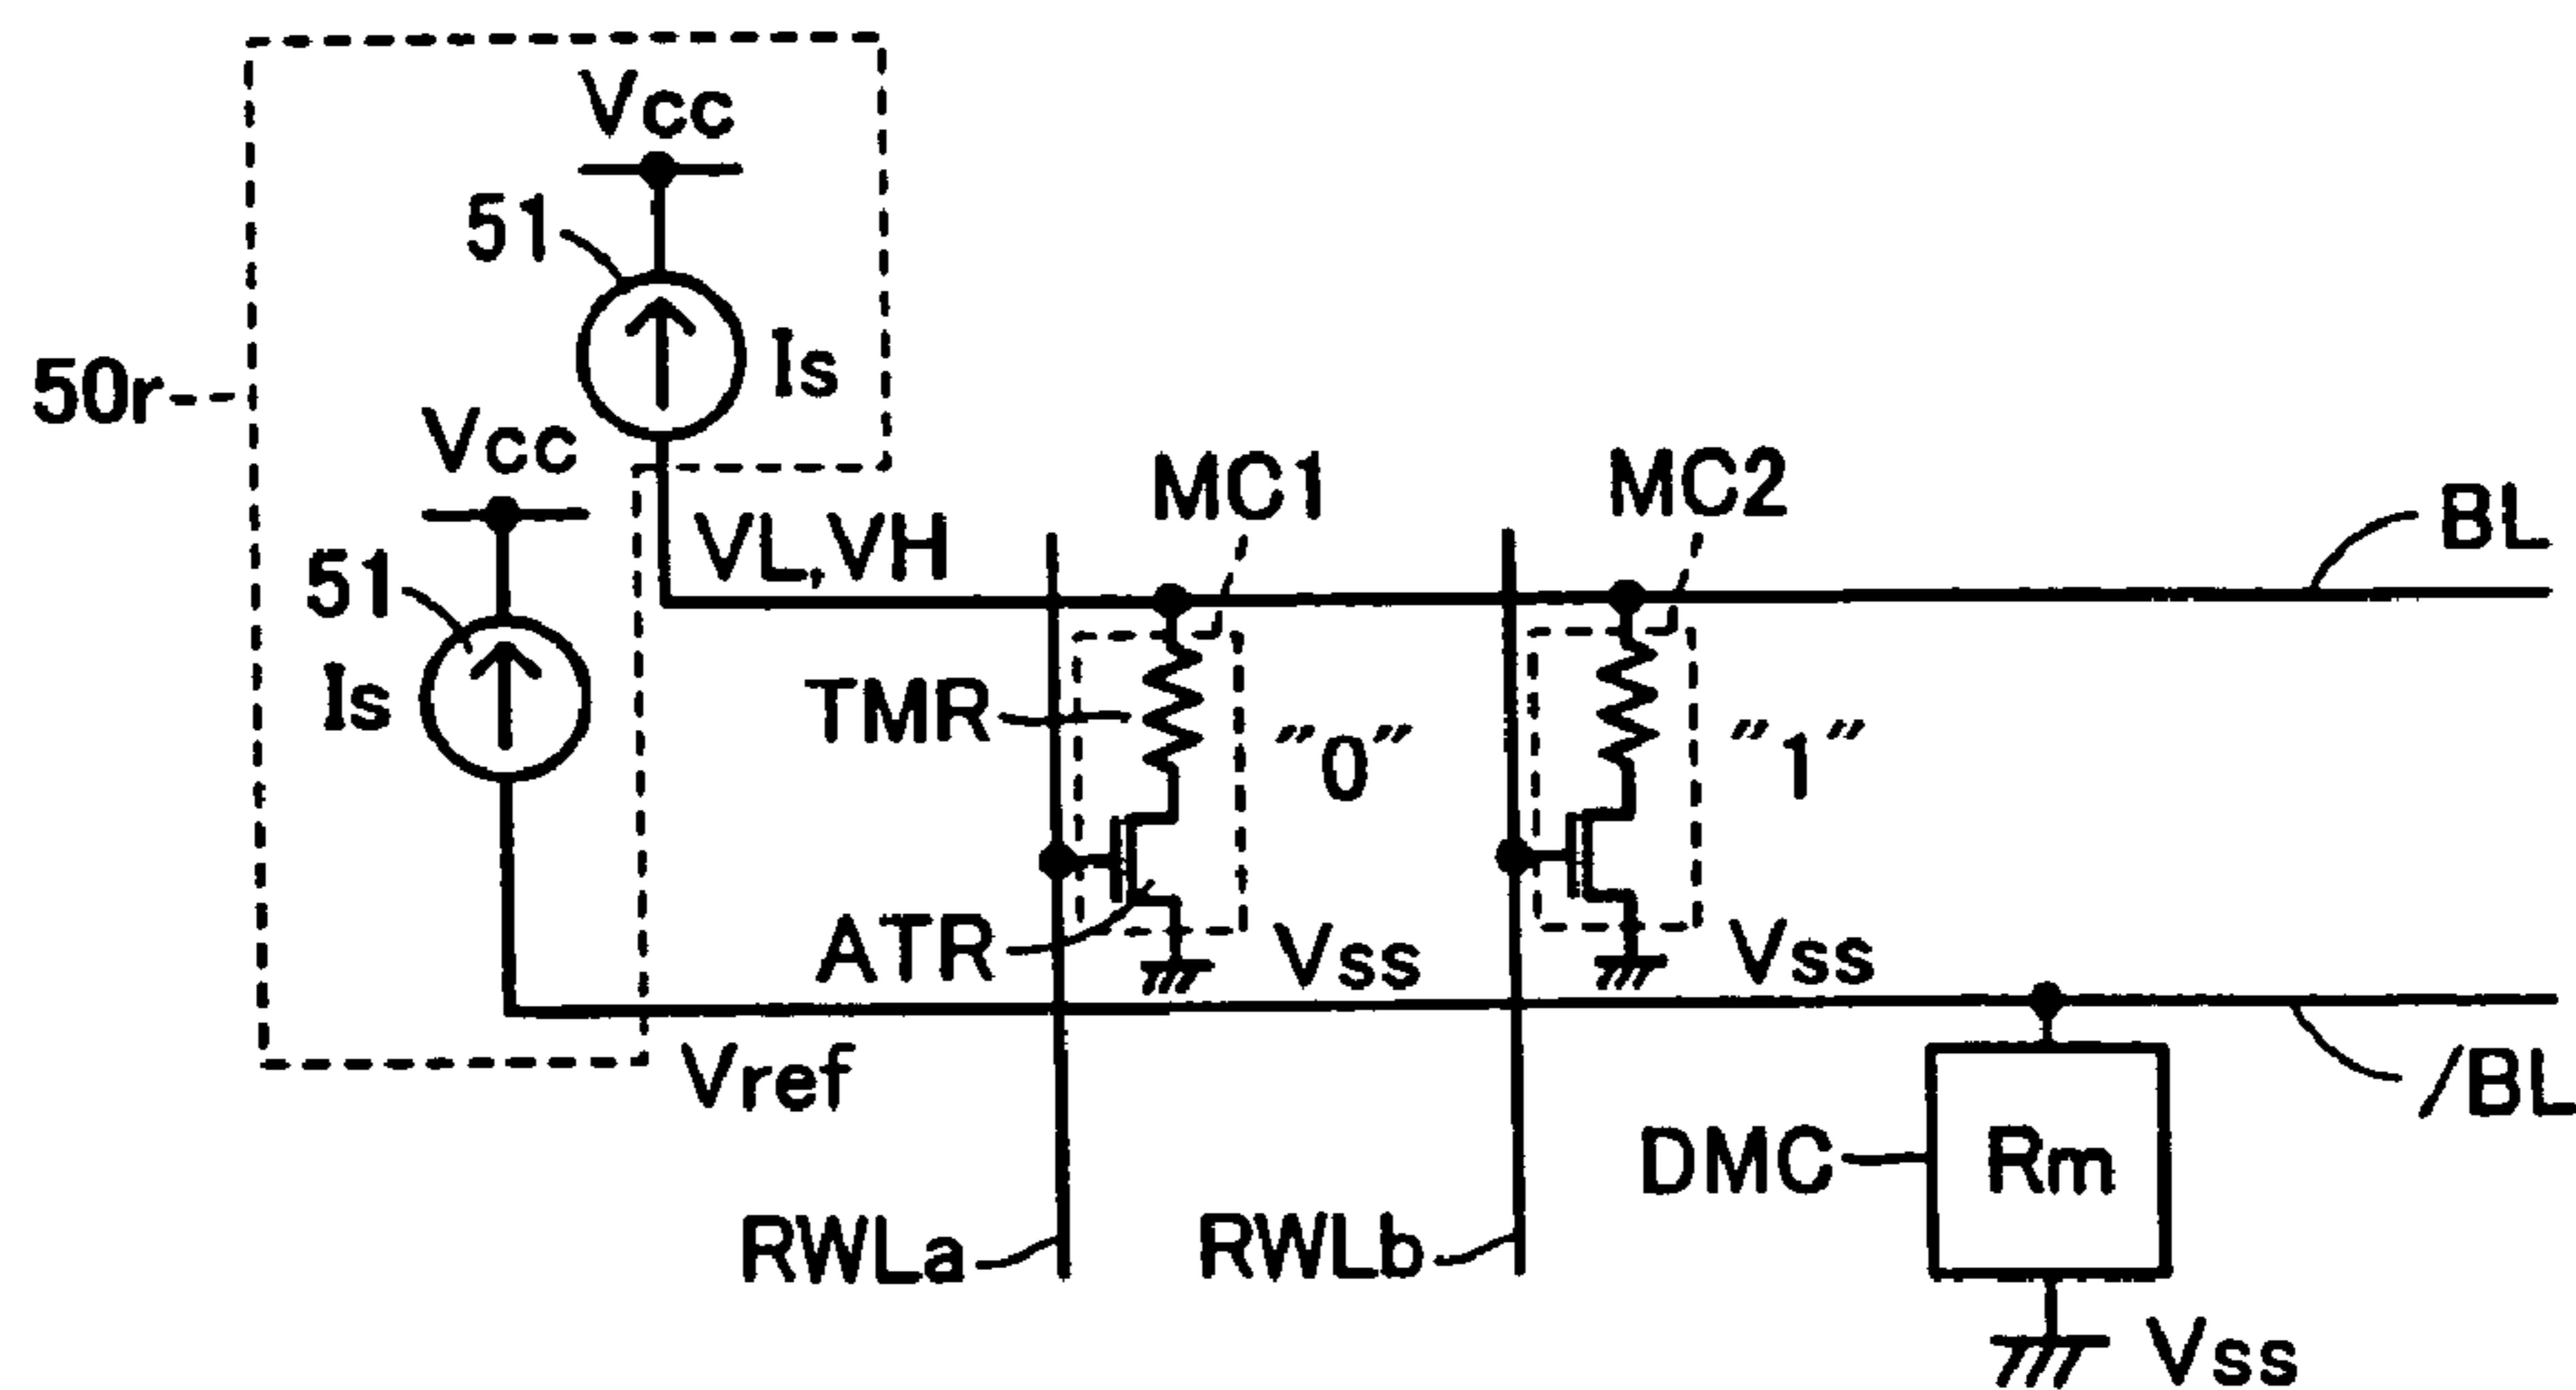 Vcc
51
Is
50r
Vcc
51
Is
VL,VH
MC1
MC2
BL
TMR
"0"
"1"
ATR
Vss
Vss
Vref
/BL
DMC
Rm
RWLa
RWLb
Vss